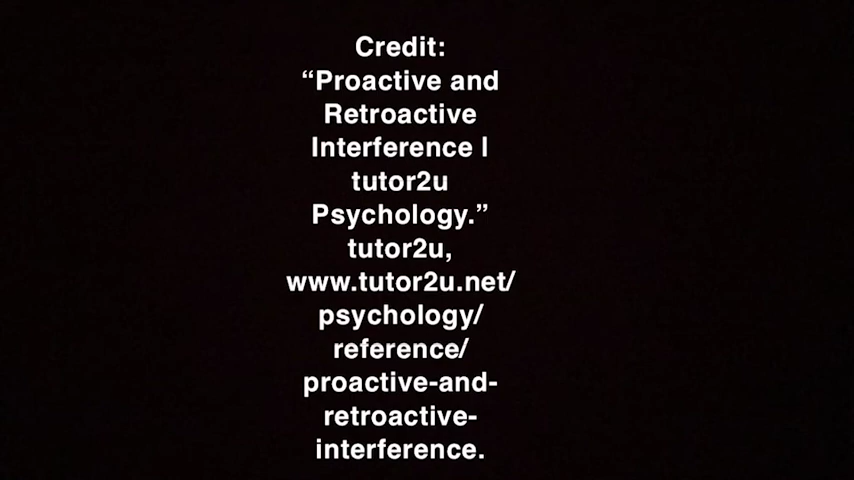 Credit:
“Proactive and
Retroactive
Interference |
tutor2u
Psychology.”
tutor2u,
www.tutor2u.net/
psychology/
reference/
proactive-and-
retroactive-
interference.